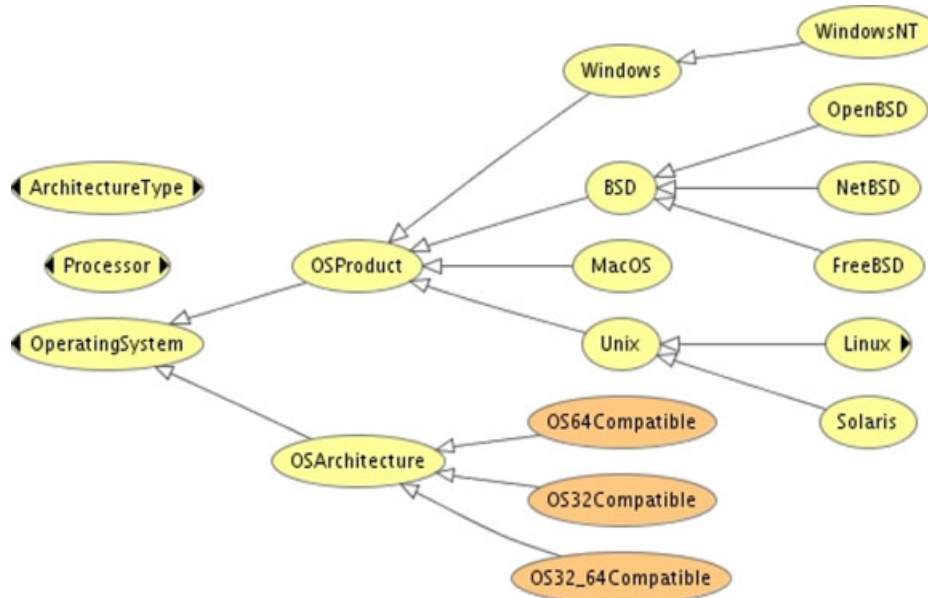 WindowsNT
Windows
OpenBSD
ArchitectureType
BSD
NetBSD
Processor
OSProduct
MacOS
FreeBSD
OperatingSystem
Unix
Linux
OS64Compatible
Solaris
OSArchitecture
OS32Compatible
OS32_64Compatible